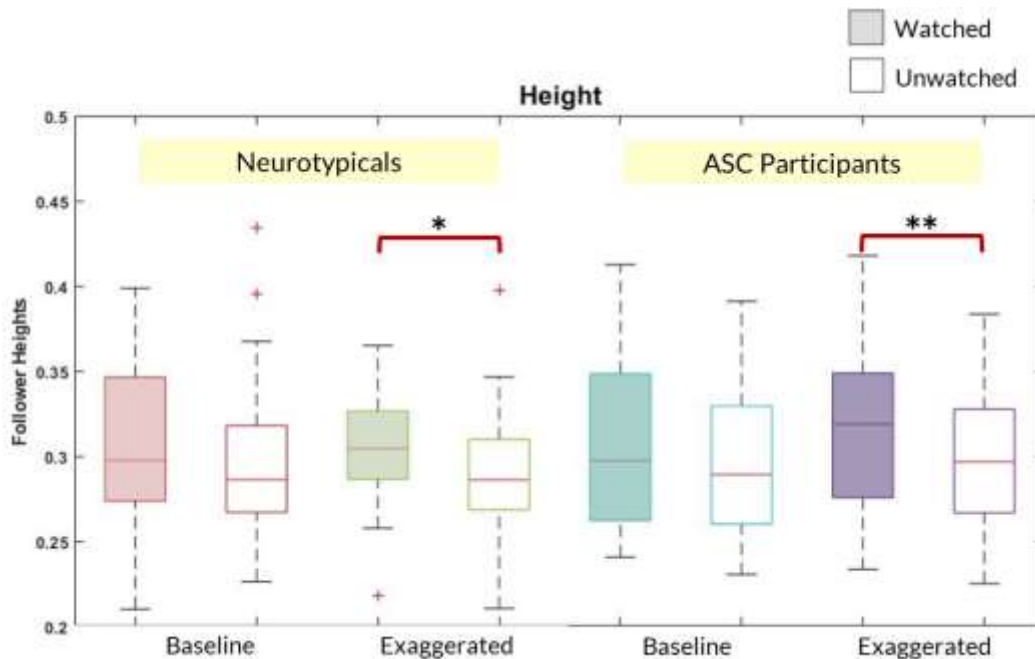 Watched
Unwatched
Height
0.5
0.45
0.4
0.35
0.3
0.25
0.2
Follower Heights
Neurotypicals
ASC Participants
*
**
Baseline Exaggerated Baseline Exaggerated